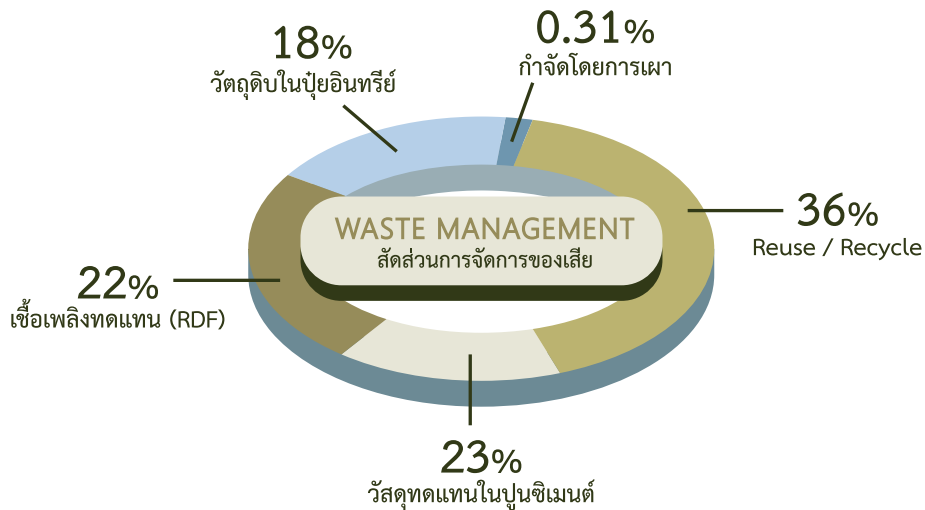 0.31%
กำจัดโดยการเผา
18%
วัตถุดิบในปุ๋ยอินทรีย์
36%
Reuse / Recycle
WASTE MANAGEMENT
สัดส่วนการจัดการของเสีย
22%
เชื้อเพลิงทดแทน (RDF)
23%
วัสดุทดแทนในปูนซิเมนต์